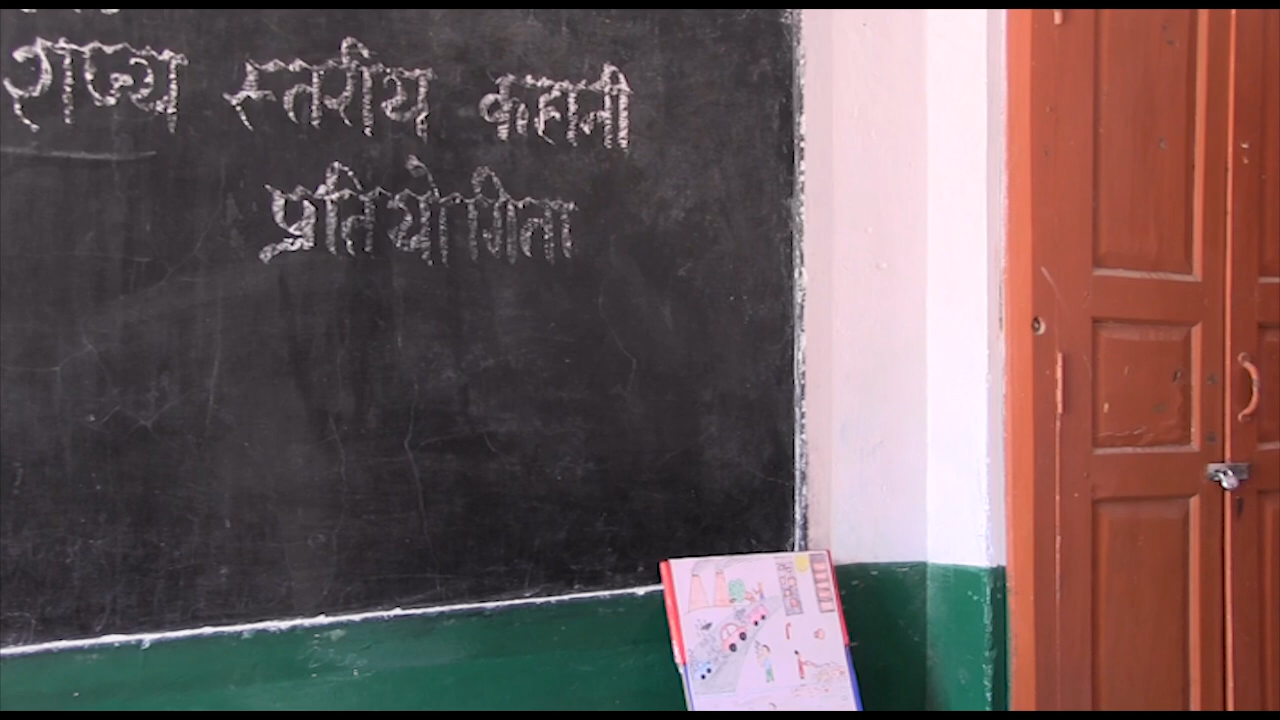 राज्य स्तरीय कहानी
प्रतियोगिता